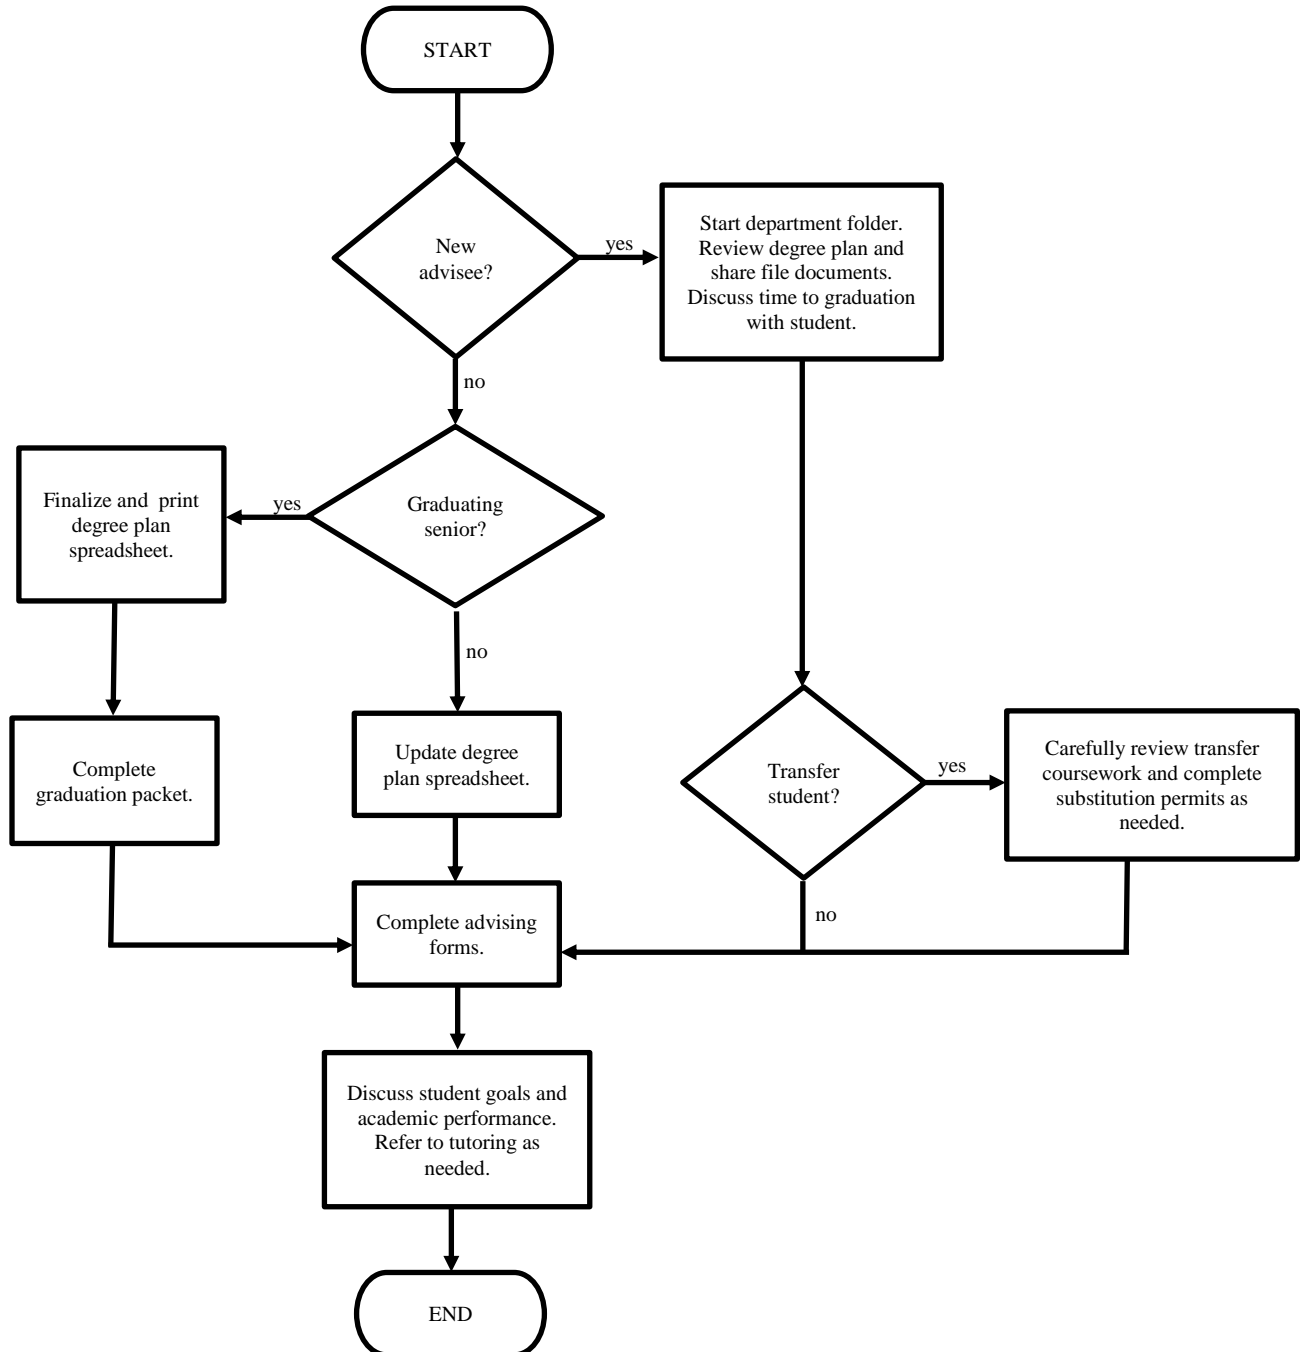 START
New
advisee?
yes
Start department folder.
Review degree plan and
share file documents.
Discuss time to graduation
with student.
no
Graduating
senior?
yes
Finalize and  print
degree plan
spreadsheet.
no
Complete
graduation packet.
Update degree
plan spreadsheet.
Transfer
student?
yes
Carefully review transfer
coursework and complete
substitution permits as
needed.
no
Complete advising
forms.
Discuss student goals and
academic performance.
Refer to tutoring as
needed.
END